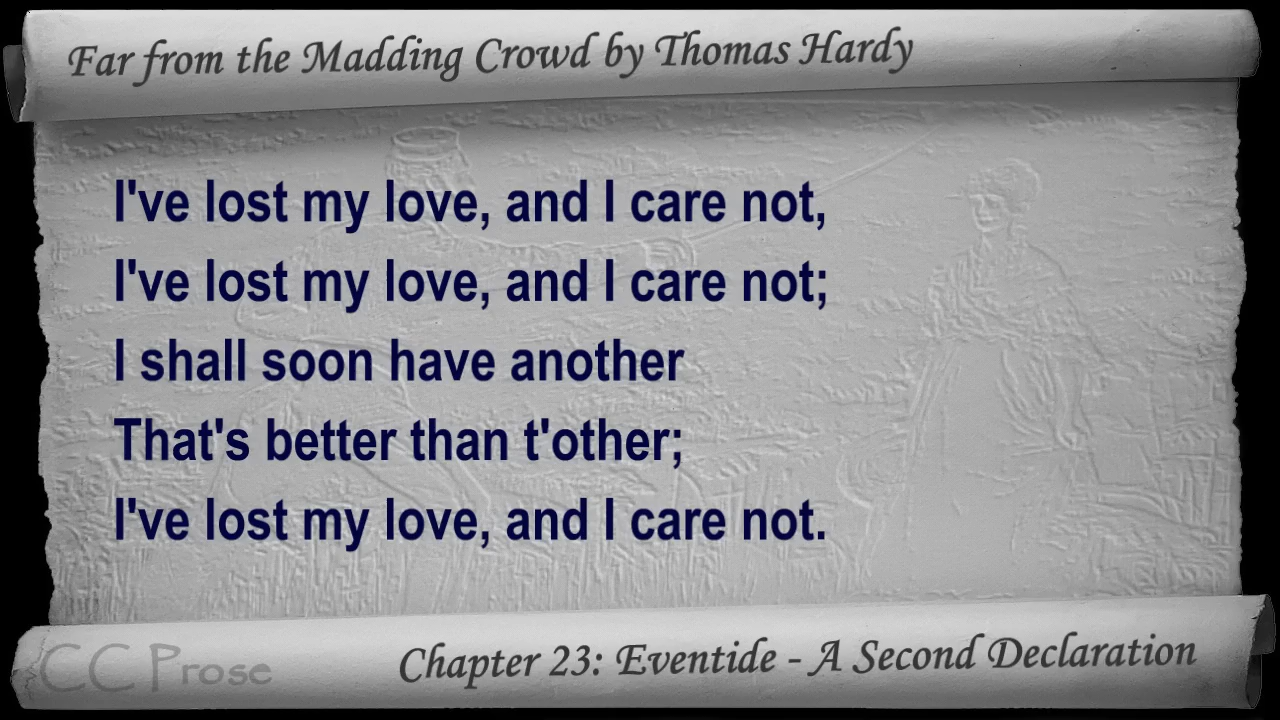 Far from the Madding Crowd by Thomas Hardy
I've lost my love, and I care not,
I've lost my love, and I care not;
I shall soon have another
That's better than t'other;
I've lost my love, and I care not.
CC Prose
Chapter 23: Eventide - A Second Declaration